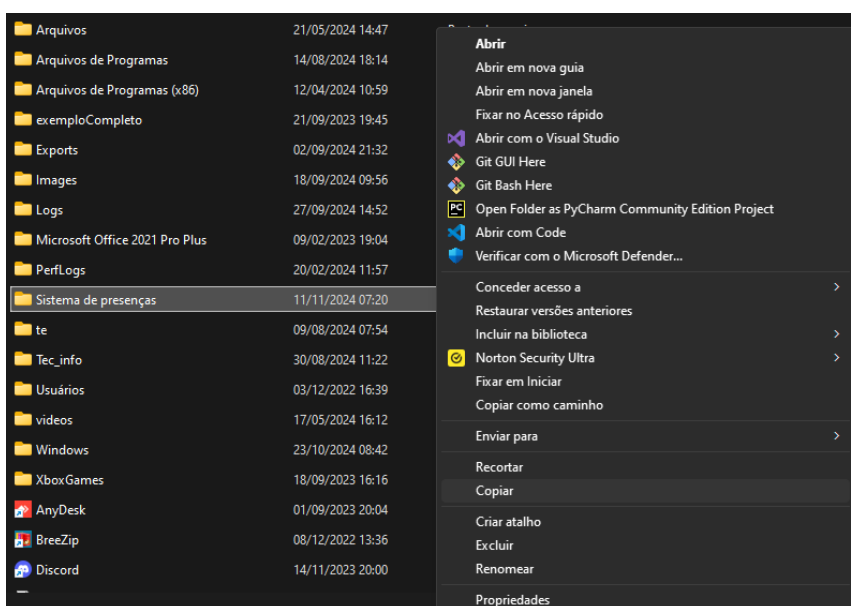 Arquivos 21/05/2024 14:47
Arquivos de Programas 14/08/2024 18:14
Arquivos de Programas (x86) 12/04/2024 10:59
exemploCompleto 21/09/2023 19:45
Exports 02/09/2024 21:32
Images 18/09/2024 09:56
Logs 27/09/2024 14:52
Microsoft Office 2021 Pro Plus 09/02/2023 19:04
PerfLogs 20/02/2024 11:57
Sistema de presenças 11/11/2024 07:20
te 09/08/2024 07:54
Tec_info 30/08/2024 11:22
Usuários 03/12/2022 16:39
videos 17/05/2024 16:12
Windows 23/10/2024 08:42
XboxGames 18/09/2023 16:16
AnyDesk 01/09/2023 20:04
BreeZip 08/12/2022 13:36
Discord 14/11/2023 20:00
Abrir
Abrir em nova guia
Abrir em nova janela
Fixar no Acesso rápido
Abrir com o Visual Studio
Git GUI Here
Git Bash Here
PC Open Folder as PyCharm Community Edition Project
Abrir com Code
Verificar com o Microsoft Defender...
Conceder acesso a
Restaurar versões anteriores
Incluir na biblioteca
Norton Security Ultra
Fixar em Iniciar
Copiar como caminho
Enviar para
Recortar
Copiar
Criar atalho
Excluir
Renomear
Propriedades